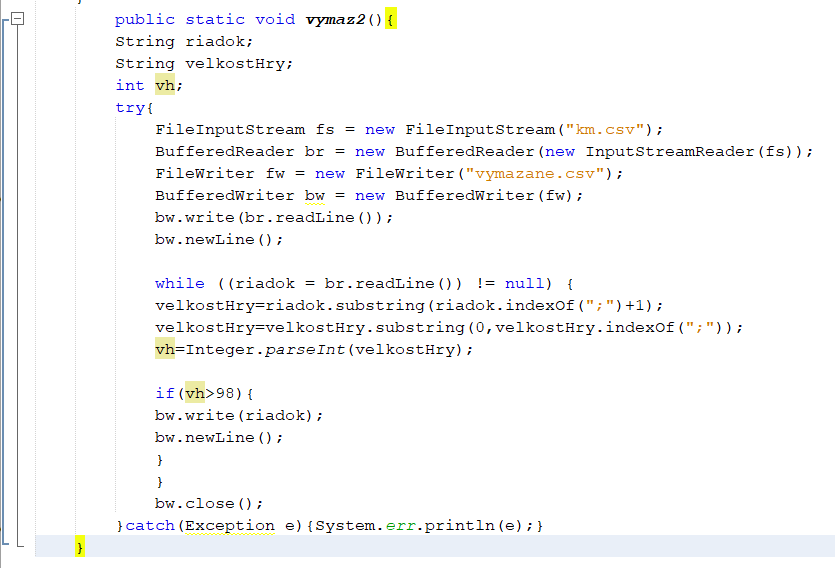 }
public static void vymaz2(){
String riadok;
String velkostHry;
int vh;
try{
FileInputStream fs = new FileInputStream("km.csv");
BufferedReader br = new BufferedReader(new InputStreamReader(fs));
FileWriter fw = new FileWriter("vymazane.csv");
BufferedWriter bw = new BufferedWriter(fw);
bw.write(br.readLine());
bw.newLine();
while ((riadok = br.readLine()) != null) {
velkostHry=riadok.substring(riadok.indexOf(";")+1);
velkostHry=velkostHry.substring(0,velkostHry.indexOf(";"));
vh=Integer.parseInt(velkostHry);
if(vh>98){
bw.write(riadok);
bw.newLine();
}
}
bw.close();
}catch(Exception e){System.err.println(e);}
}